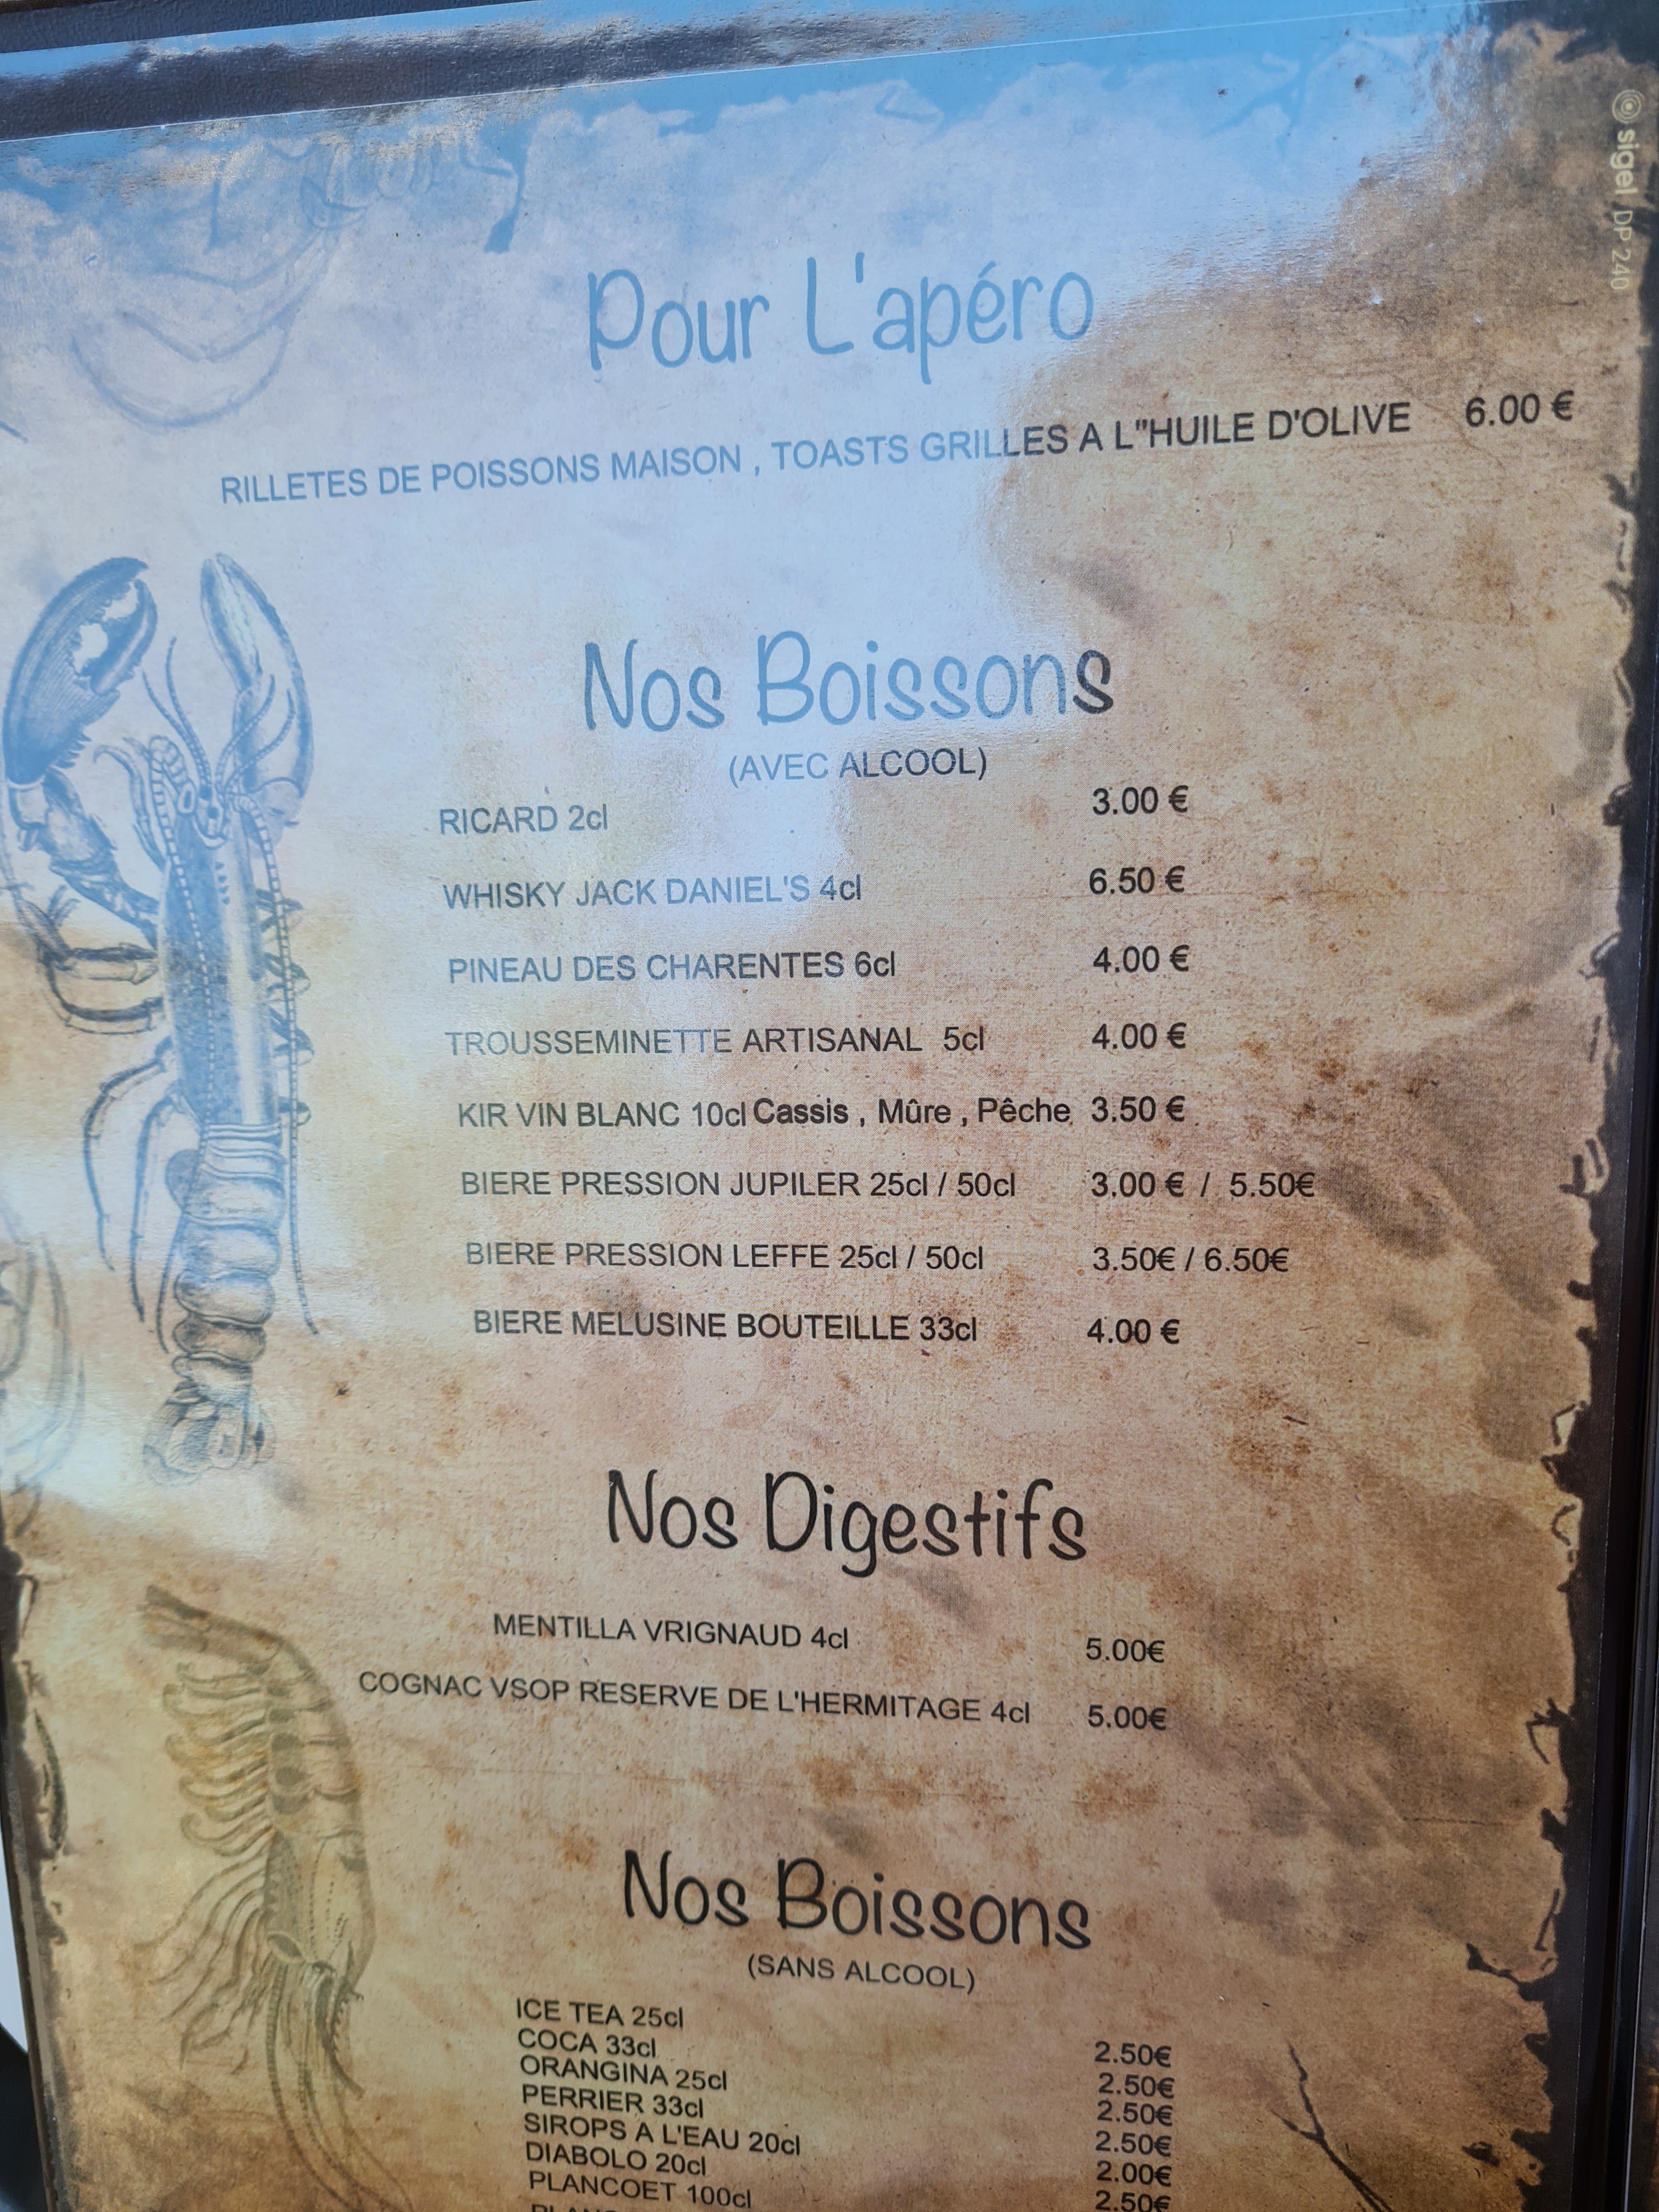 sigel DP 240
Pour L'apéro
RILLETES DE POISSONS MAISON , TOASTS GRILLES A L"HUILE D'OLIVE 6.00 €
Nos Boissons
(AVEC ALCOOL)
RICARD 2cl 3.00 €
WHISKY JACK DANIEL'S 4cl 6.50 €
PINEAU DES CHARENTES 6cl 4.00 €
TROUSSEMINETTE ARTISANAL 5cl 4.00 €
KIR VIN BLANC 10cl Cassis , Mûre , Pêche 3.50 €
BIERE PRESSION JUPILER 25cl / 50cl 3.00 € / 5.50€
BIERE PRESSION LEFFE 25cl / 50cl 3.50€ / 6.50€
BIERE MELUSINE BOUTEILLE 33cl 4.00 €
Nos Digestifs
MENTILLA VRIGNAUD 4cl 5.00€
COGNAC VSOP RESERVE DE L'HERMITAGE 4cl 5.00€
Nos Boissons
(SANS ALCOOL)
ICE TEA 25cl 2.50€
COCA 33cl 2.50€
ORANGINA 25cl 2.50€
PERRIER 33cl 2.50€
SIROPS A L'EAU 20cl 2.00€
DIABOLO 20cl 2.50€
PLANCOET 100cl